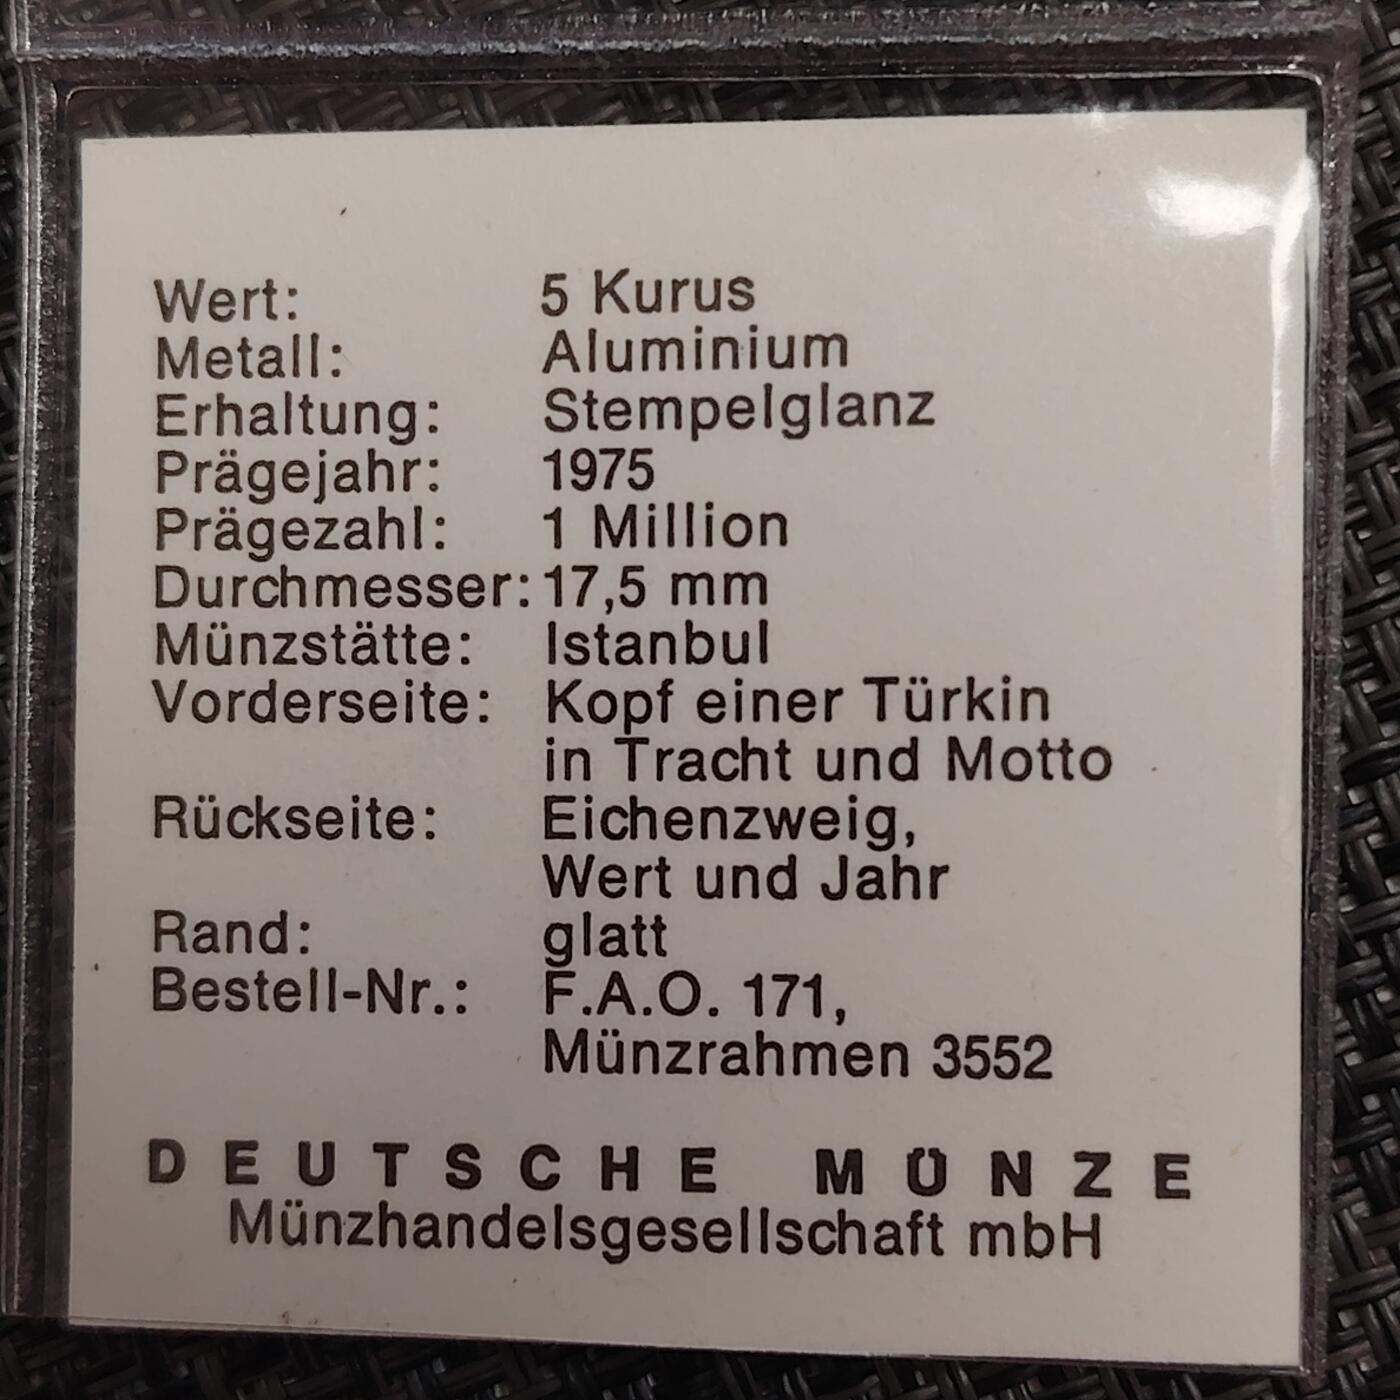 Wert: 5 Kurus
Metall: Aluminium
Erhaltung: Stempelglanz
Prägejahr: 1975
Prägezahl: 1 Million
Durchmesser: 17,5 mm
Münzstätte: Istanbul
Vorderseite: Kopf einer Türkin
in Tracht und Motto
Rückseite: Eichenzweig,
Wert und Jahr
Rand: glatt
Bestell-Nr.: F.A.O. 171,
Münzrahmen 3552
DEUTSCHE MÜNZE
Münzhandelsgesellschaft mbH